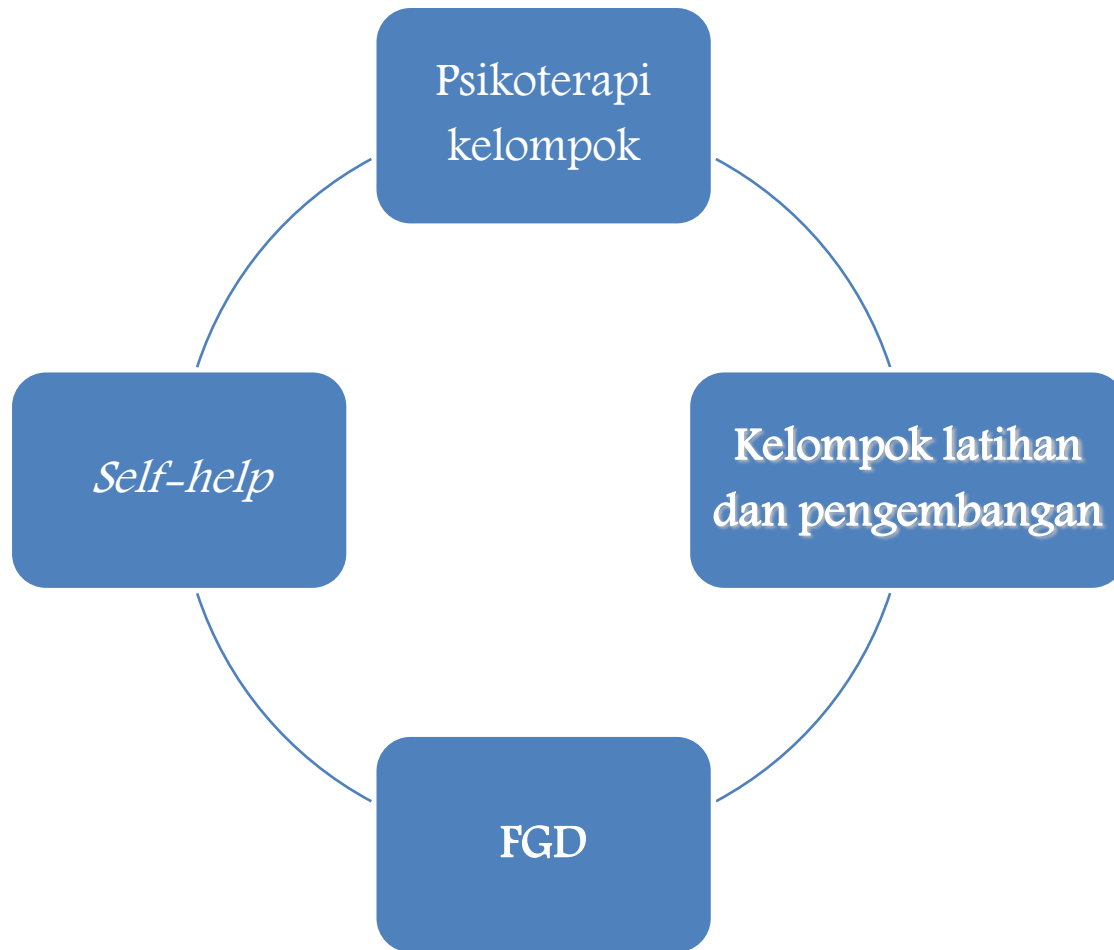 Psikoterapi
kelompok
Self-help
Kelompok latihan
dan pengembangan
FGD